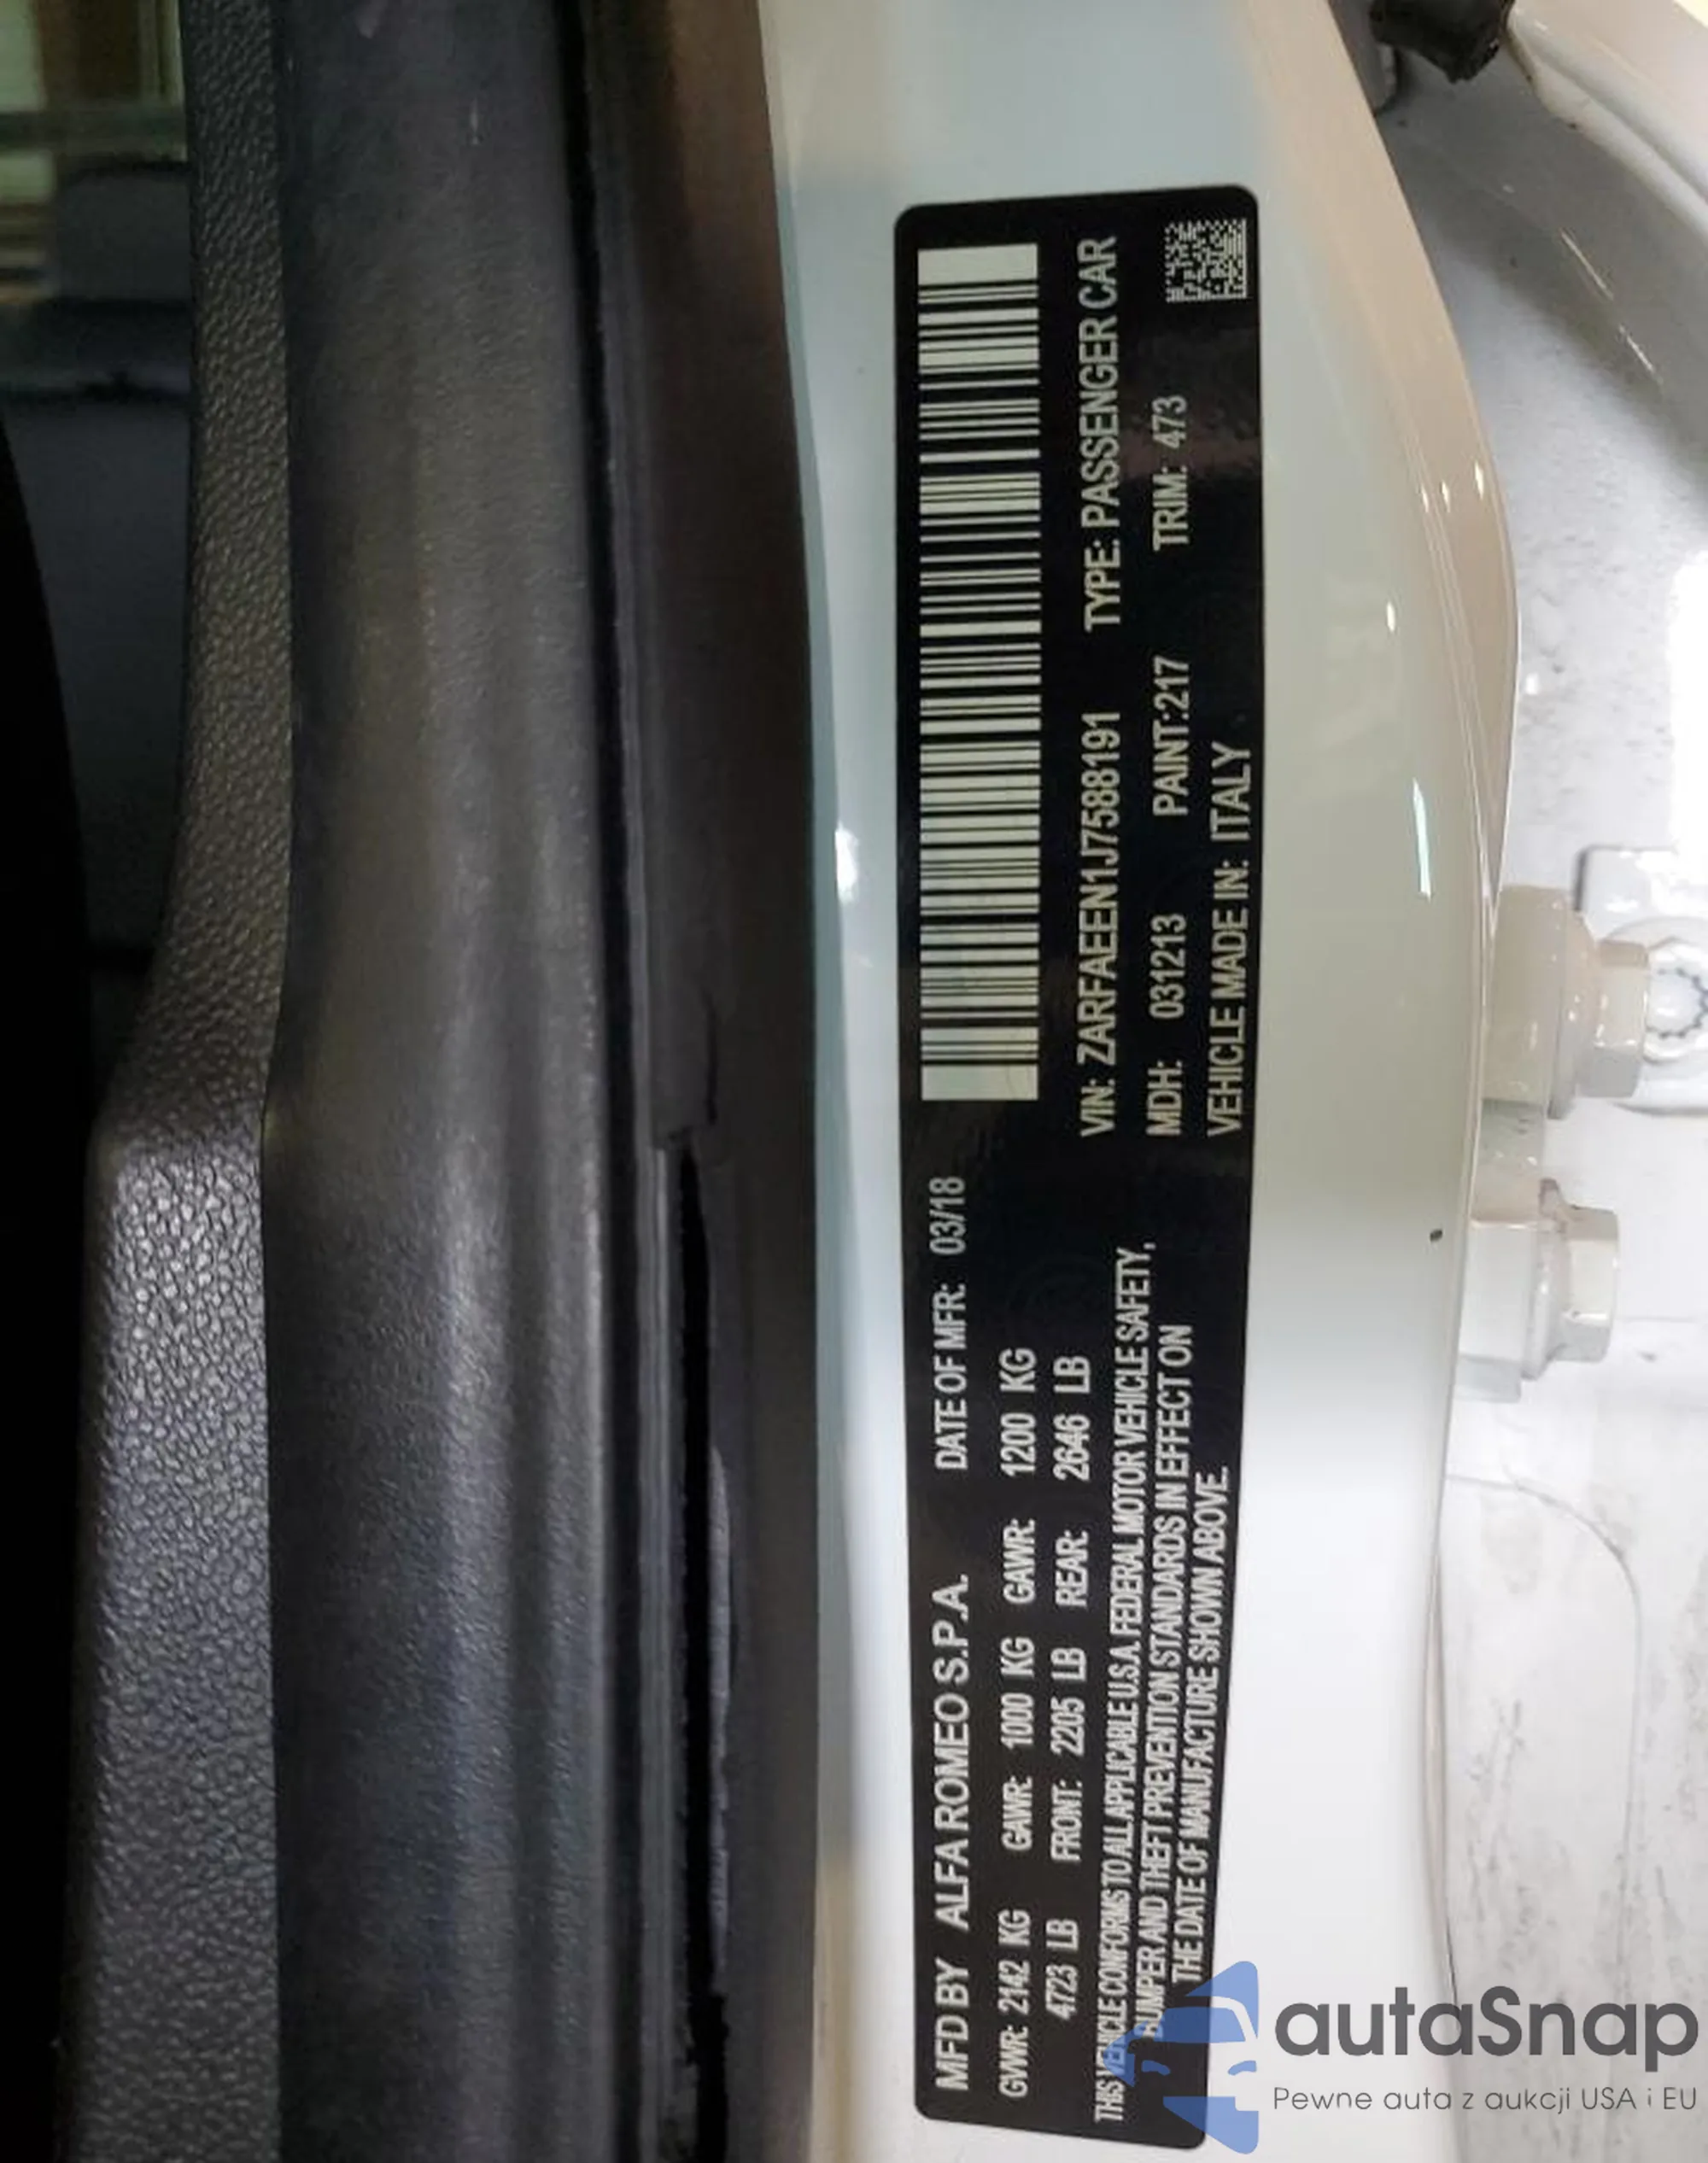 MFD BY ALFA ROMEO S.P.A. DATE OF MFR: 03/18
GVWR: 2142 KG GAWR: 1000 KG GAWR: 1200 KG
4723 LB FRONT: 2205 LB REAR: 2646 LB
THIS VEHICLE CONFORMS TO ALL APPLICABLE U.S.A. FEDERAL MOTOR VEHICLE SAFETY,
BUMPER AND THEFT PREVENTION STANDARDS IN EFFECT ON
THE DATE OF MANUFACTURE SHOWN ABOVE.
VIN: ZARFAEEN1J7588191 TYPE: PASSENGER CAR
MDH: 031213 PAINT:217 TRIM: 473
VEHICLE MADE IN: ITALY
autaSnap
Pewne auta z aukcji USA i EU